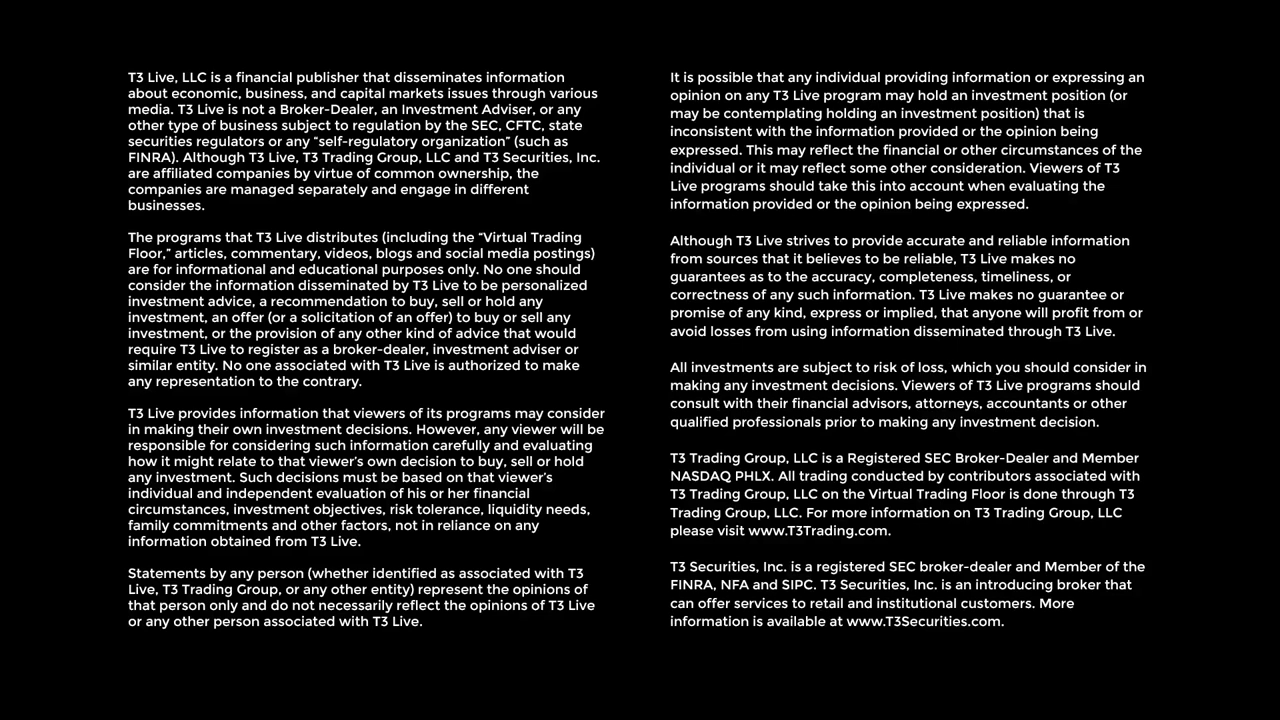 T3 Live, LLC is a financial publisher that disseminates information
about economic, business, and capital markets issues through various
media. T3 Live is not a Broker-Dealer, an Investment Adviser, or any
other type of business subject to regulation by the SEC, CFTC, state
securities regulators or any “self-regulatory organization” (such as
FINRA). Although T3 Live, T3 Trading Group, LLC and T3 Securities, Inc.
are affiliated companies by virtue of common ownership, the
companies are managed separately and engage in different
businesses.
The programs that T3 Live distributes (including the “Virtual Trading
Floor,” articles, commentary, videos, blogs and social media postings)
are for informational and educational purposes only. No one should
consider the information disseminated by T3 Live to be personalized
investment advice, a recommendation to buy, sell or hold any
investment, an offer (or a solicitation of an offer) to buy or sell any
investment, or the provision of any other kind of advice that would
require T3 Live to register as a broker-dealer, investment adviser or
similar entity. No one associated with T3 Live is authorized to make
any representation to the contrary.
T3 Live provides information that viewers of its programs may consider
in making their own investment decisions. However, any viewer will be
responsible for considering such information carefully and evaluating
how it might relate to that viewer’s own decision to buy, sell or hold
any investment. Such decisions must be based on that viewer’s
individual and independent evaluation of his or her financial
circumstances, investment objectives, risk tolerance, liquidity needs,
family commitments and other factors, not in reliance on any
information obtained from T3 Live.
Statements by any person (whether identified as associated with T3
Live, T3 Trading Group, or any other entity) represent the opinions of
that person only and do not necessarily reflect the opinions of T3 Live
or any other person associated with T3 Live.
It is possible that any individual providing information or expressing an
opinion on any T3 Live program may hold an investment position (or
may be contemplating holding an investment position) that is
inconsistent with the information provided or the opinion being
expressed. This may reflect the financial or other circumstances of the
individual or it may reflect some other consideration. Viewers of T3
Live programs should take this into account when evaluating the
information provided or the opinion being expressed.
Although T3 Live strives to provide accurate and reliable information
from sources that it believes to be reliable, T3 Live makes no
guarantees as to the accuracy, completeness, timeliness, or
correctness of any such information. T3 Live makes no guarantee or
promise of any kind, express or implied, that anyone will profit from or
avoid losses from using information disseminated through T3 Live.
All investments are subject to risk of loss, which you should consider in
making any investment decisions. Viewers of T3 Live programs should
consult with their financial advisors, attorneys, accountants or other
qualified professionals prior to making any investment decision.
T3 Trading Group, LLC is a Registered SEC Broker-Dealer and Member
NASDAQ PHLX. All trading conducted by contributors associated with
T3 Trading Group, LLC on the Virtual Trading Floor is done through T3
Trading Group, LLC. For more information on T3 Trading Group, LLC
please visit www.T3Trading.com.
T3 Securities, Inc. is a registered SEC broker-dealer and Member of the
FINRA, NFA and SIPC. T3 Securities, Inc. is an introducing broker that
can offer services to retail and institutional customers. More
information is available at www.T3Securities.com.